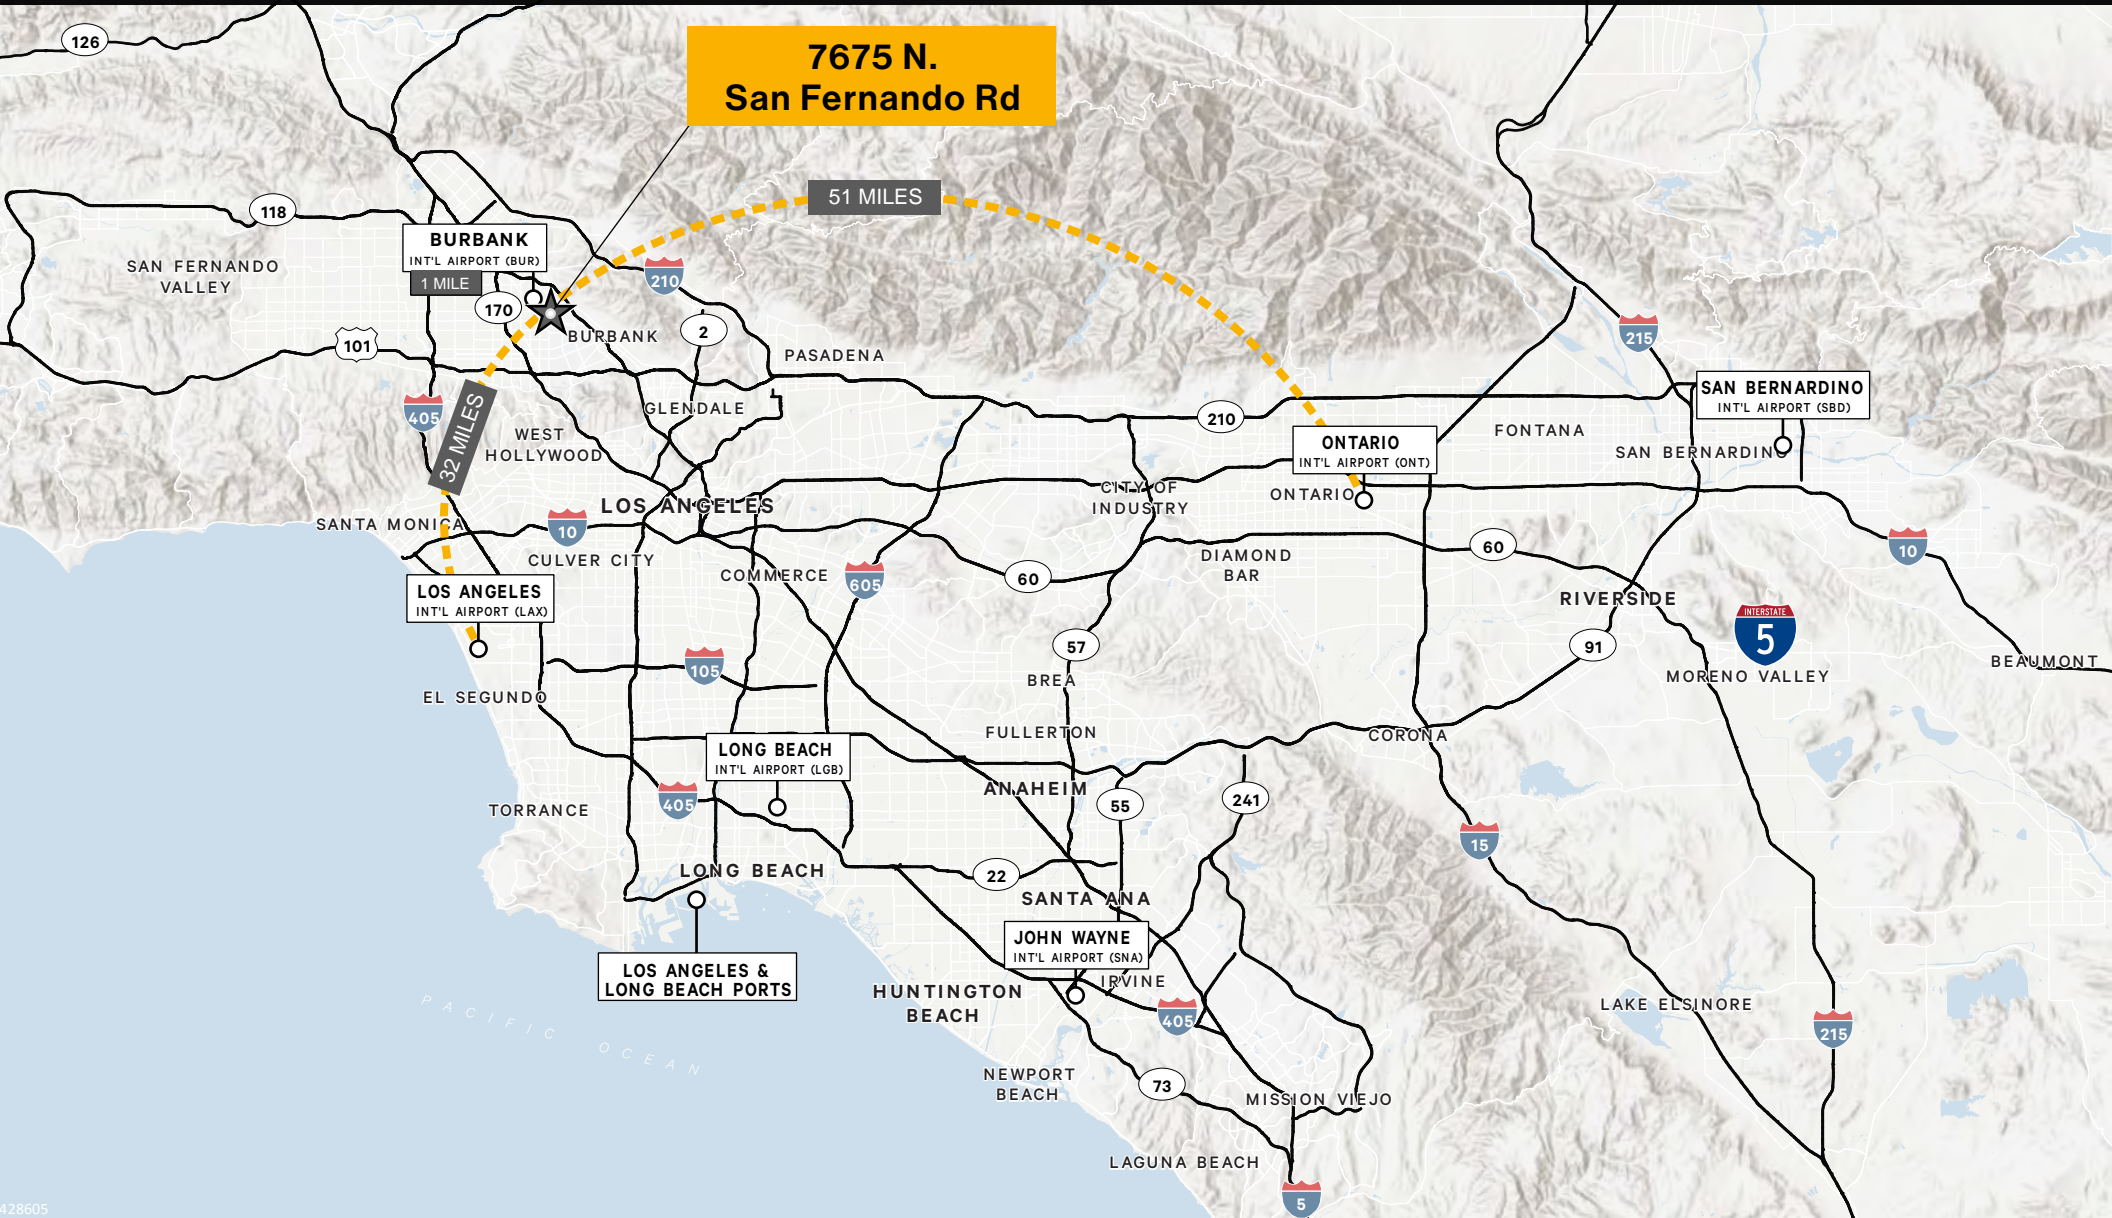 7675 N.
San Fernando Rd
126
51 MILES
118
BURBANK
INT'L AIRPORT (BUR)
1 MILE
SAN FERNANDO
VALLEY
170
210
2
BURBANK
101
PASADENA
215
405
32 MILES
GLENDALE
WEST
HOLLYWOOD
210
SAN BERNARDINO
INT'L AIRPORT (SBD)
ONTARIO
INT'L AIRPORT (ONT)
FONTANA
SAN BERNARDINO
ONTARIO
CITY OF
INDUSTRY
LOS ANGELES
SANTA MONICA
10
CULVER CITY
COMMERCE
605
60
DIAMOND
BAR
60
10
LOS ANGELES
INT'L AIRPORT (LAX)
RIVERSIDE
INTERSTATE
5
57
91
105
BREA
MORENO VALLEY
BEAUMONT
EL SEGUNDO
FULLERTON
CORONA
LONG BEACH
INT'L AIRPORT (LGB)
ANAHEIM
405
55
241
TORRANCE
15
LONG BEACH
22
SANTA ANA
JOHN WAYNE
INT'L AIRPORT (SNA)
IRVINE
LOS ANGELES &
LONG BEACH PORTS
HUNTINGTON
BEACH
405
LAKE ELSINORE
215
PACIFIC OCEAN
NEWPORT
BEACH
73
MISSION VIEJO
LAGUNA BEACH
5
428605